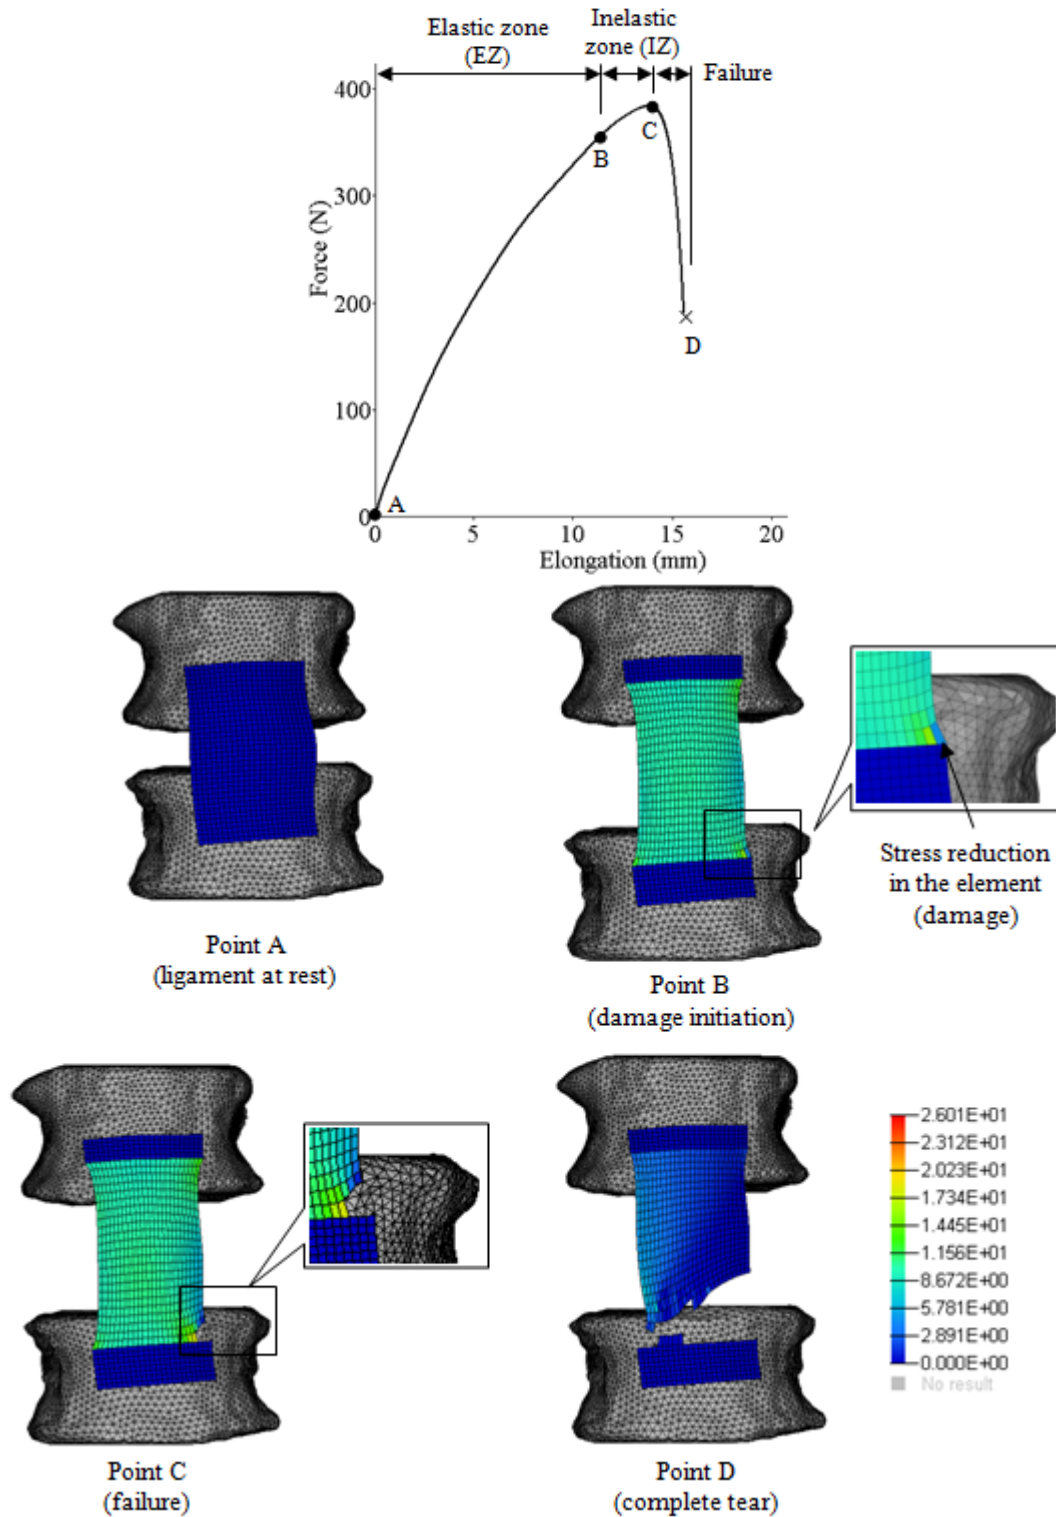 Elastic zone
(EZ)
Inelastic
zone (IZ)
Failure
400
300
200
100
0
Force (N)
A
B
C
D
0
5
10
15
20
Elongation (mm)
Point A
(ligament at rest)
Point B
(damage initiation)
Stress reduction
in the element
(damage)
Point C
(failure)
Point D
(complete tear)
2.601E+01
2.312E+01
2.023E+01
1.734E+01
1.445E+01
1.156E+01
8.672E+00
5.781E+00
2.891E+00
0.000E+00
No result